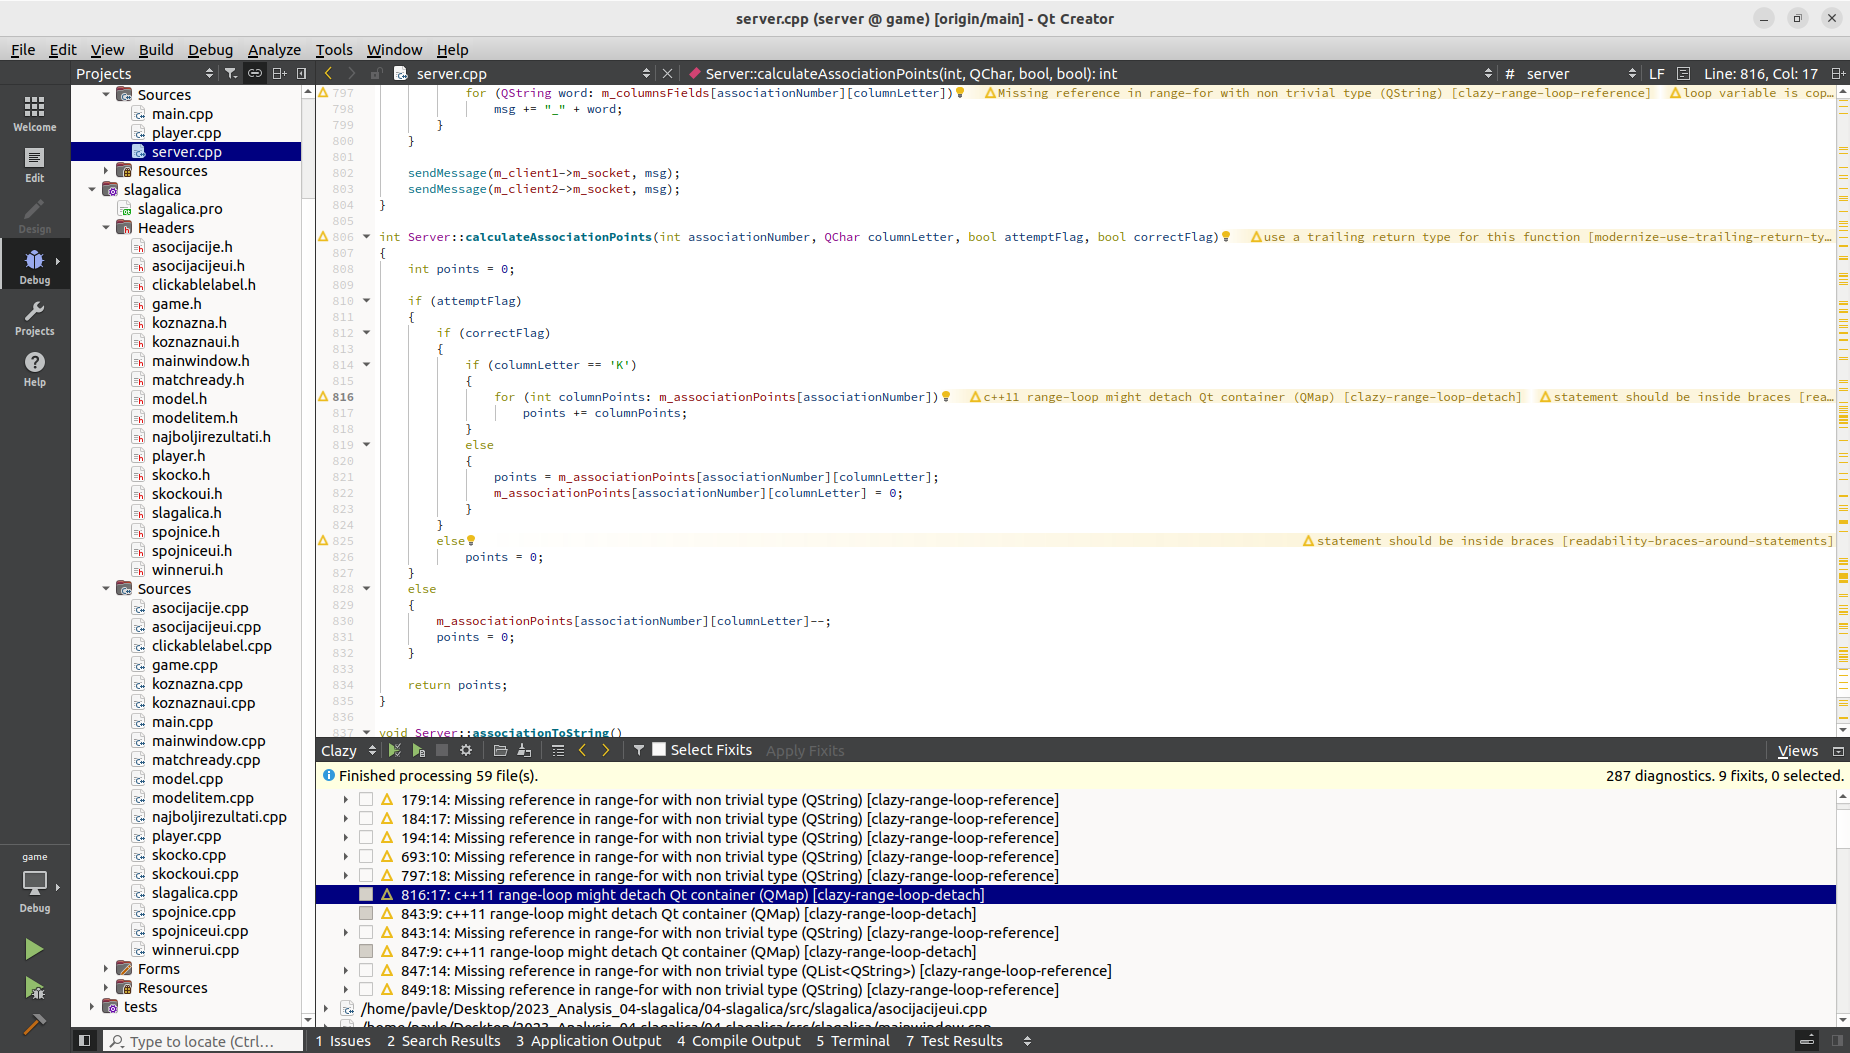 server.cpp (server @ game) [origin/main] - Qt Creator
File Edit View Build Debug Analyze Tools Window Help
Projects
server.cpp
Server::calculateAssociationPoints(int, QChar, bool, bool): int
# server
LF
Line: 816, Col: 17
Welcome
Edit
Design
Debug
Projects
Help
game
Debug
Sources
main.cpp
player.cpp
server.cpp
Resources
slagalica
slagalica.pro
Headers
asocijacije.h
asocijacijeui.h
clickablelabel.h
game.h
koznazna.h
koznaznaui.h
mainwindow.h
matchready.h
model.h
modelitem.h
najboljirezultati.h
player.h
skocko.h
skockoui.h
slagalica.h
spojnice.h
spojniceui.h
winnerui.h
Sources
asocijacije.cpp
asocijacijeui.cpp
clickablelabel.cpp
game.cpp
koznazna.cpp
koznaznaui.cpp
main.cpp
mainwindow.cpp
matchready.cpp
model.cpp
modelitem.cpp
najboljirezultati.cpp
player.cpp
skocko.cpp
skockoui.cpp
slagalica.cpp
spojnice.cpp
spojniceui.cpp
winnerui.cpp
Forms
Resources
tests
797 for (QString word: m_columnsFields[associationNumber][columnLetter]) Missing reference in range-for with non trivial type (QString) [clazy-range-loop-reference] loop variable is cop...
798 msg += "_" + word;
799 }
800 }
801
802 sendMessage(m_client1->m_socket, msg);
803 sendMessage(m_client2->m_socket, msg);
804 }
805
806 int Server::calculateAssociationPoints(int associationNumber, QChar columnLetter, bool attemptFlag, bool correctFlag) use a trailing return type for this function [modernize-use-trailing-return-ty...
807 {
808 int points = 0;
809
810 if (attemptFlag)
811 {
812 if (correctFlag)
813 {
814 if (columnLetter == 'K')
815 {
816 for (int columnPoints: m_associationPoints[associationNumber]) c++11 range-loop might detach Qt container (QMap) [clazy-range-loop-detach] statement should be inside braces [rea...
817 points += columnPoints;
818 }
819 else
820 {
821 points = m_associationPoints[associationNumber][columnLetter];
822 m_associationPoints[associationNumber][columnLetter] = 0;
823 }
824 }
825 else statement should be inside braces [readability-braces-around-statements]
826 points = 0;
827 }
828 else
829 {
830 m_associationPoints[associationNumber][columnLetter]--;
831 points = 0;
832 }
833
834 return points;
835 }
836
837 void Server::associationToString()
Clazy
Select Fixits
Apply Fixits
Views
Finished processing 59 file(s).
287 diagnostics. 9 fixits, 0 selected.
179:14: Missing reference in range-for with non trivial type (QString) [clazy-range-loop-reference]
184:17: Missing reference in range-for with non trivial type (QString) [clazy-range-loop-reference]
194:14: Missing reference in range-for with non trivial type (QString) [clazy-range-loop-reference]
693:10: Missing reference in range-for with non trivial type (QString) [clazy-range-loop-reference]
797:18: Missing reference in range-for with non trivial type (QString) [clazy-range-loop-reference]
816:17: c++11 range-loop might detach Qt container (QMap) [clazy-range-loop-detach]
843:9: c++11 range-loop might detach Qt container (QMap) [clazy-range-loop-detach]
843:14: Missing reference in range-for with non trivial type (QString) [clazy-range-loop-reference]
847:9: c++11 range-loop might detach Qt container (QMap) [clazy-range-loop-detach]
847:14: Missing reference in range-for with non trivial type (QList<QString>) [clazy-range-loop-reference]
849:18: Missing reference in range-for with non trivial type (QString) [clazy-range-loop-reference]
/home/pavle/Desktop/2023_Analysis_04-slagalica/04-slagalica/src/slagalica/asocijacijeui.cpp
/home/pavle/Desktop/2023_Analysis_04-slagalica/04-slagalica/src/slagalica/mainwindow.cpp
Type to locate (Ctrl...
1 Issues 2 Search Results 3 Application Output 4 Compile Output 5 Terminal 7 Test Results